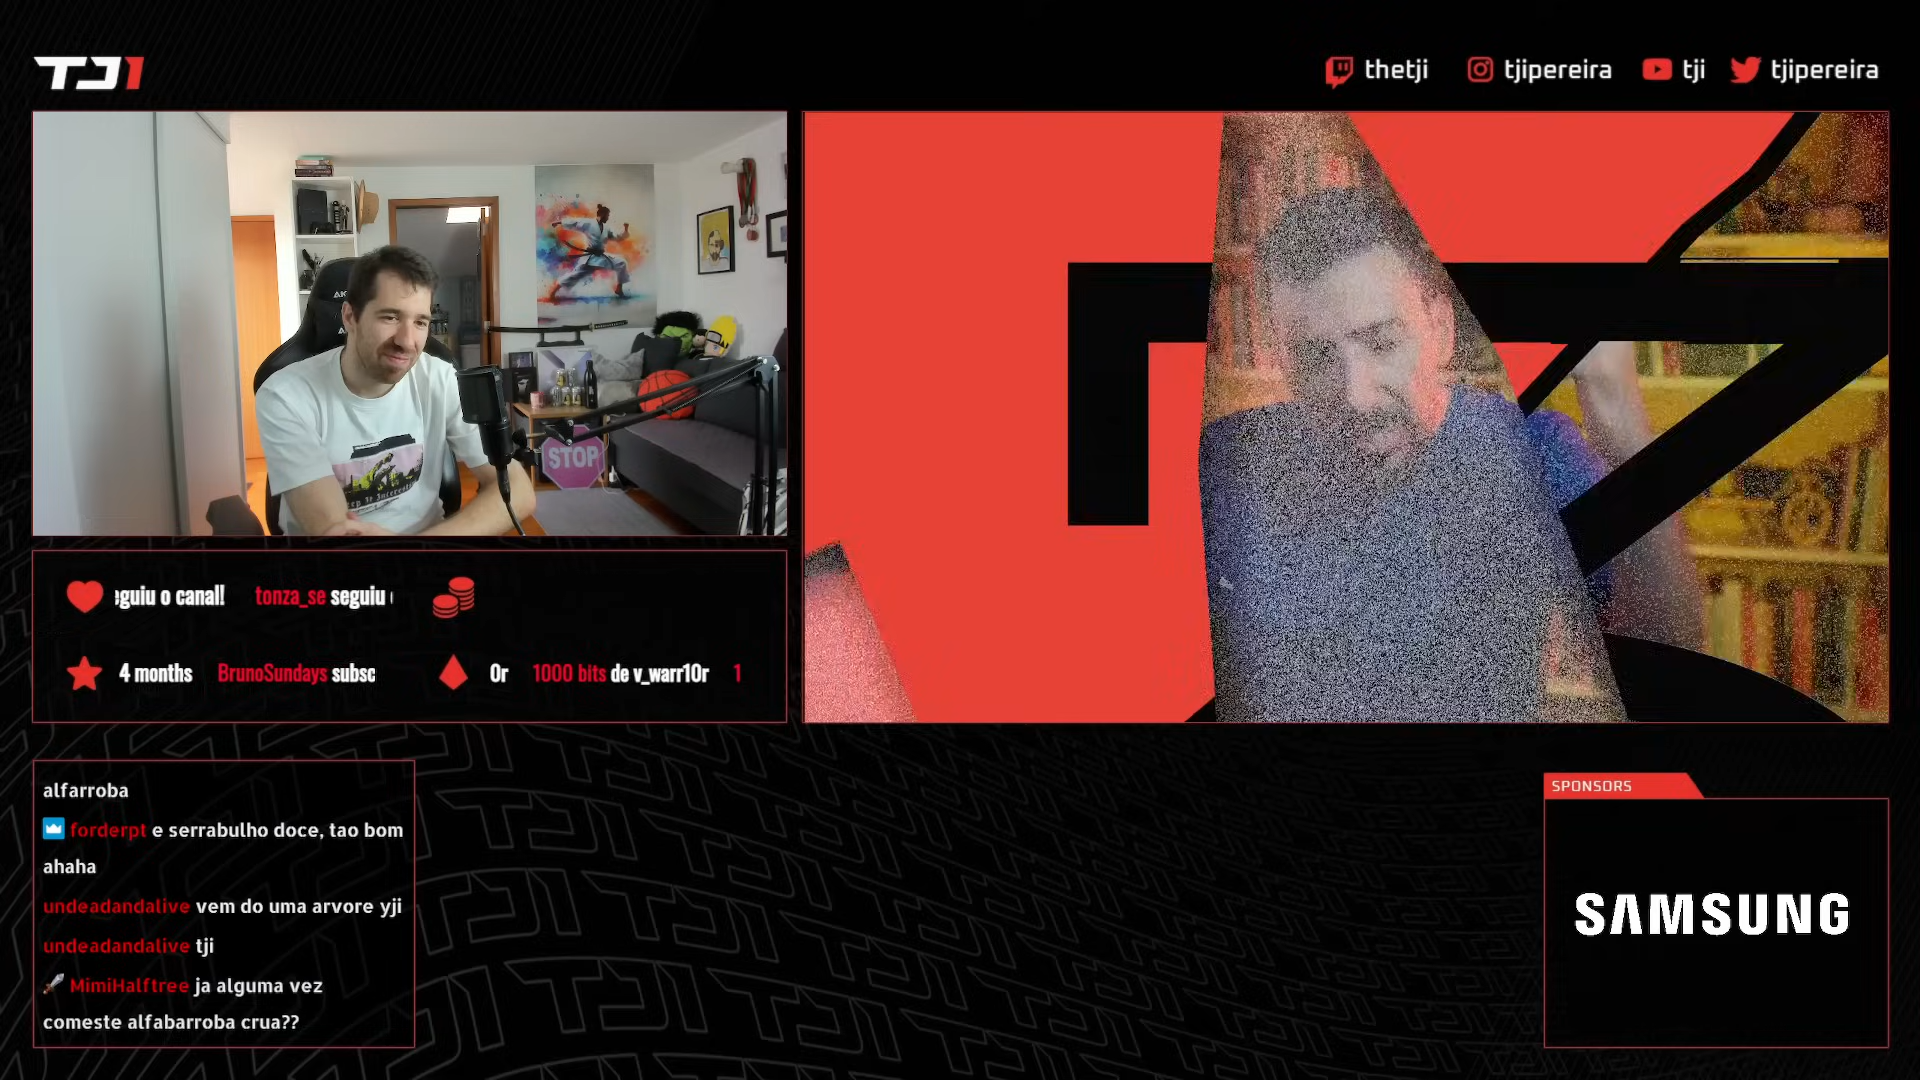 TJI
thetji
tjipereira
tji
tjipereira
STOP
guiu o canal! tonza_se seguiu
4 months BrunoSundays subsc
0r 1000 bits de v_warr10r 1
alfarroba
forderpt e serrabulho doce, tao bom
ahaha
undeadandalive vem do uma arvore yji
undeadandalive tji
MimiHalftree ja alguma vez
comeste alfabarroba crua??
SPONSORS
SAMSUNG